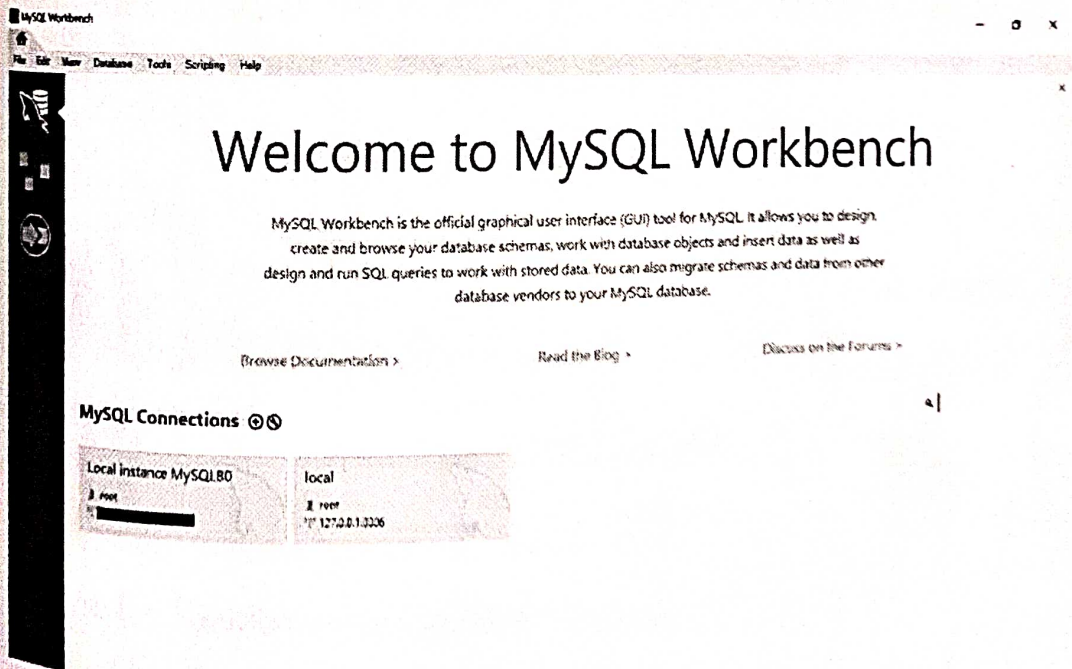 MySQL Workbench
File Edit View Database Tools Scripting Help
Welcome to MySQL Workbench
MySQL Workbench is the official graphical user interface (GUI) tool for MySQL. It allows you to design,
create and browse your database schemas, work with database objects and insert data as well as
design and run SQL queries to work with stored data. You can also migrate schemas and data from other
database vendors to your MySQL database.
Browse Documentation >
Read the Blog >
Discuss on the Forums >
MySQL Connections
Local instance MySQL80
root
local
root
127.0.0.1:3306